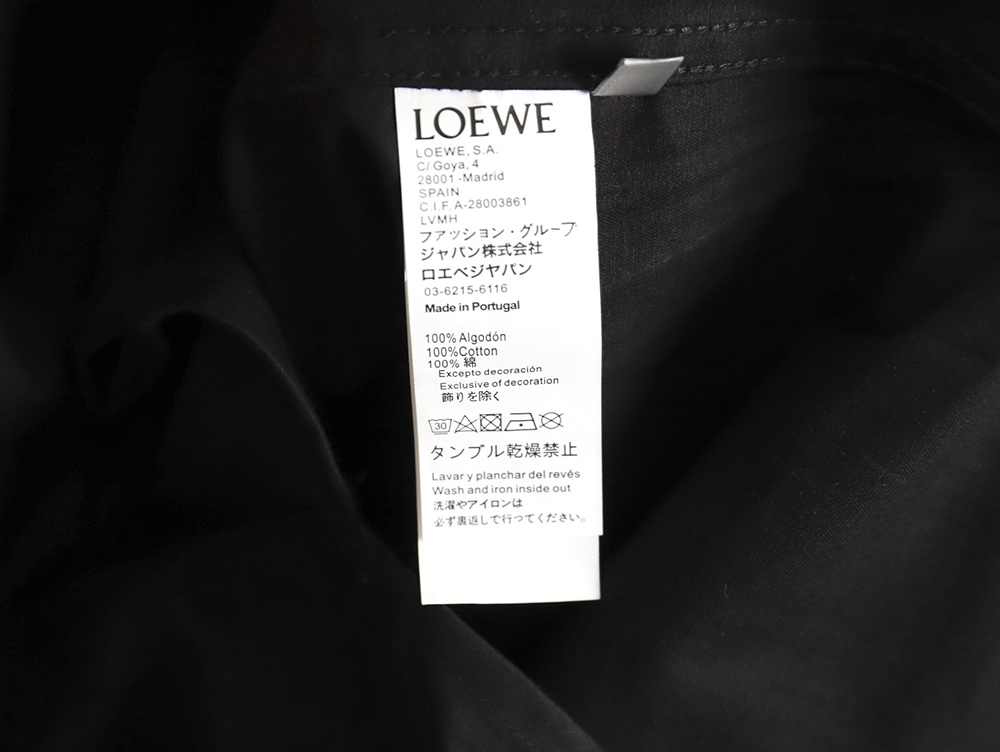 LOEWE
LOEWE, S.A.
C/ Goya, 4
28001 -Madrid
SPAIN
C.I.F. A-28003861
LVMH
ファッション・グループ
ジャパン株式会社
ロエベジャパン
03-6215-6116
Made in Portugal
100% Algodón
100%Cotton
100% 綿
Excepto decoración
Exclusive of decoration
飾りを除く
30
タンブル乾燥禁止
Lavar y planchar del revés
Wash and iron inside out
洗濯やアイロンは
必ず裏返しで行つてください。